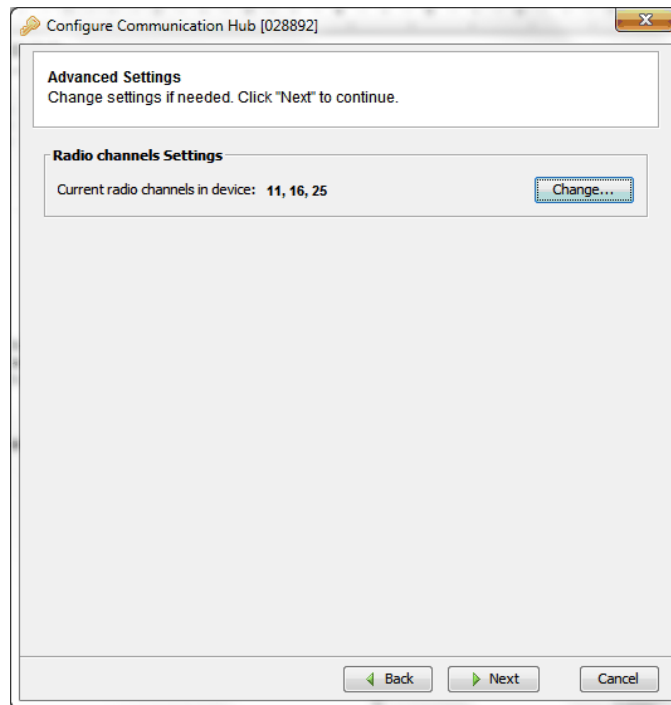 Configure Communication Hub [028892]
Advanced Settings
Change settings if needed. Click "Next" to continue.
Radio channels Settings
Current radio channels in device: 11, 16, 25
Change...
Back
Next
Cancel